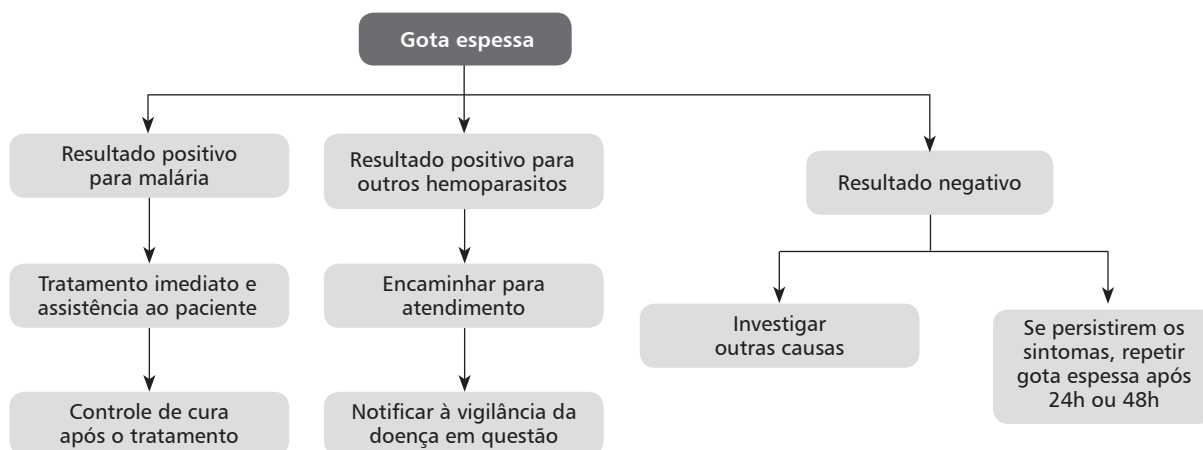 Gota espessa
Resultado positivo
para malária
Resultado positivo para
outros hemoparasitos
Resultado negativo
Tratamento imediato e
assistência ao paciente
Encaminhar para
atendimento
Investigar
outras causas
Se persistirem os
sintomas, repetir
gota espessa após
24h ou 48h
Controle de cura
após o tratamento
Notificar à vigilância da
doença em questão